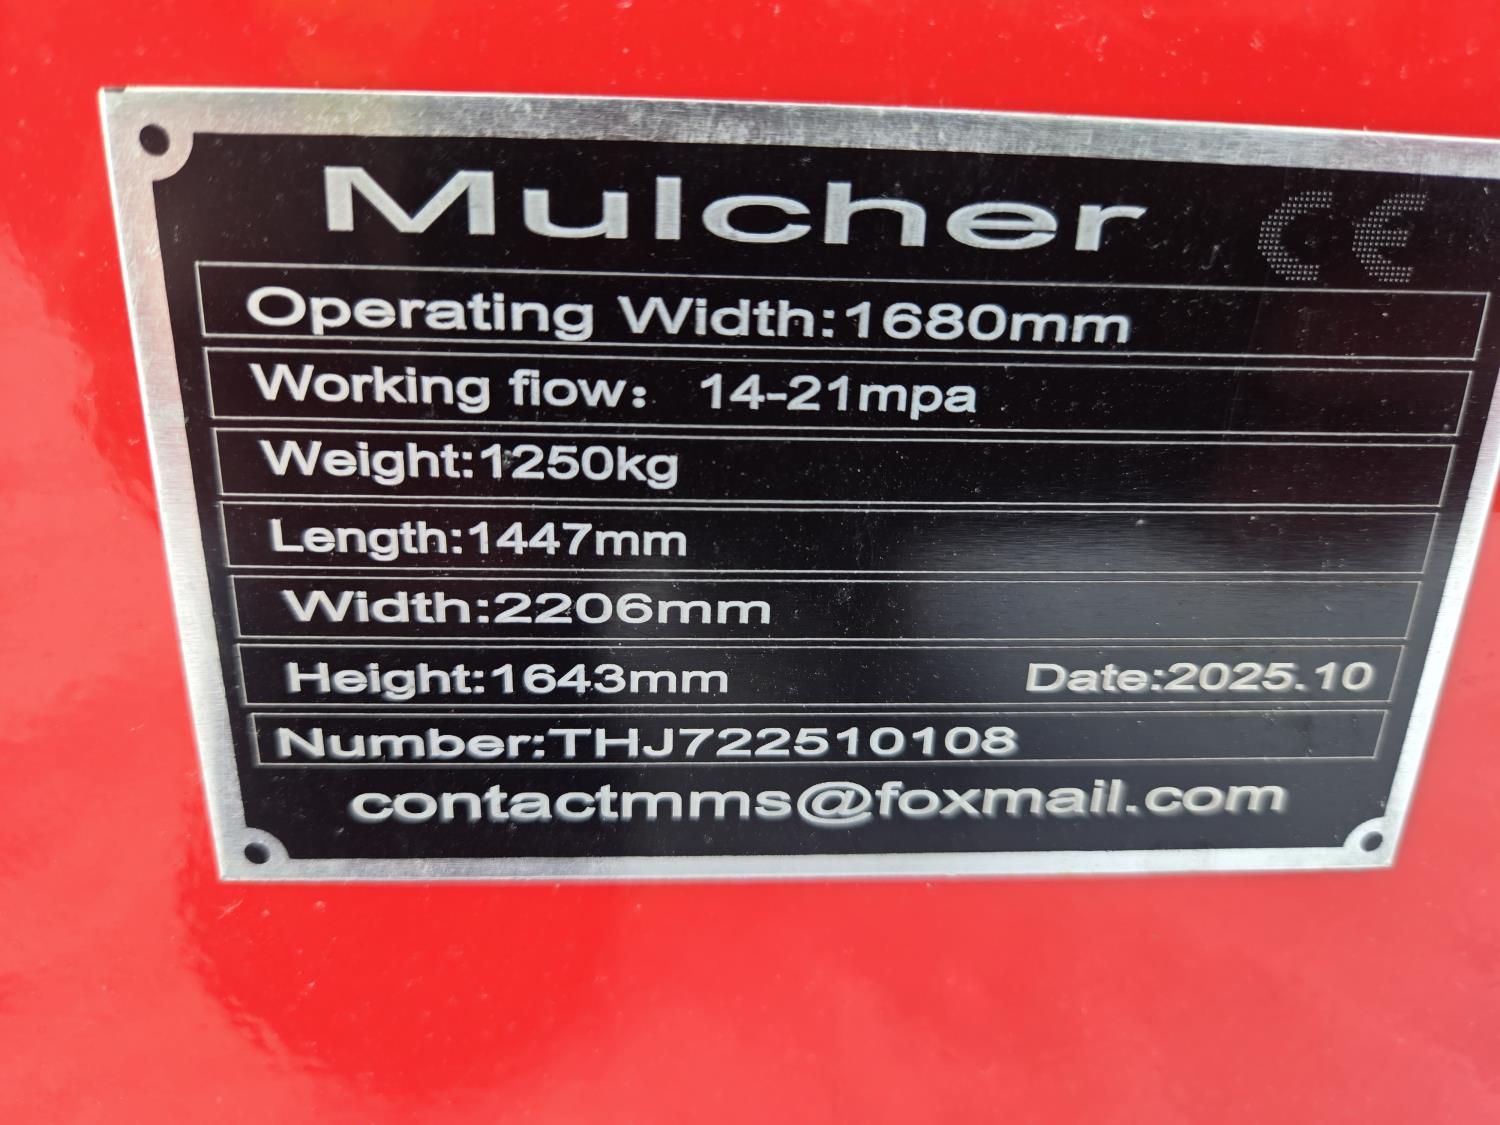 Mulcher CE
Operating Width:1680mm
Working flow: 14-21mpa
Weight:1250kg
Length:1447mm
Width:2206mm
Height:1643mm Date:2025.10
Number:THJ722510108
contactmms@foxmail.com